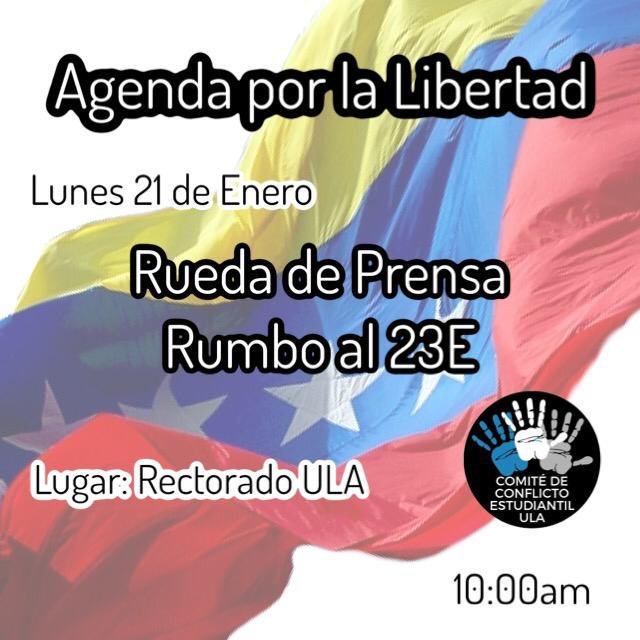 Agenda por la Libertad
Lunes 21 de Enero
Rueda de Prensa
Rumbo al 23E
Lugar: Rectorado ULA
COMITÉ DE
CONFLICTO
ESTUDIANTIL
ULA
10:00am